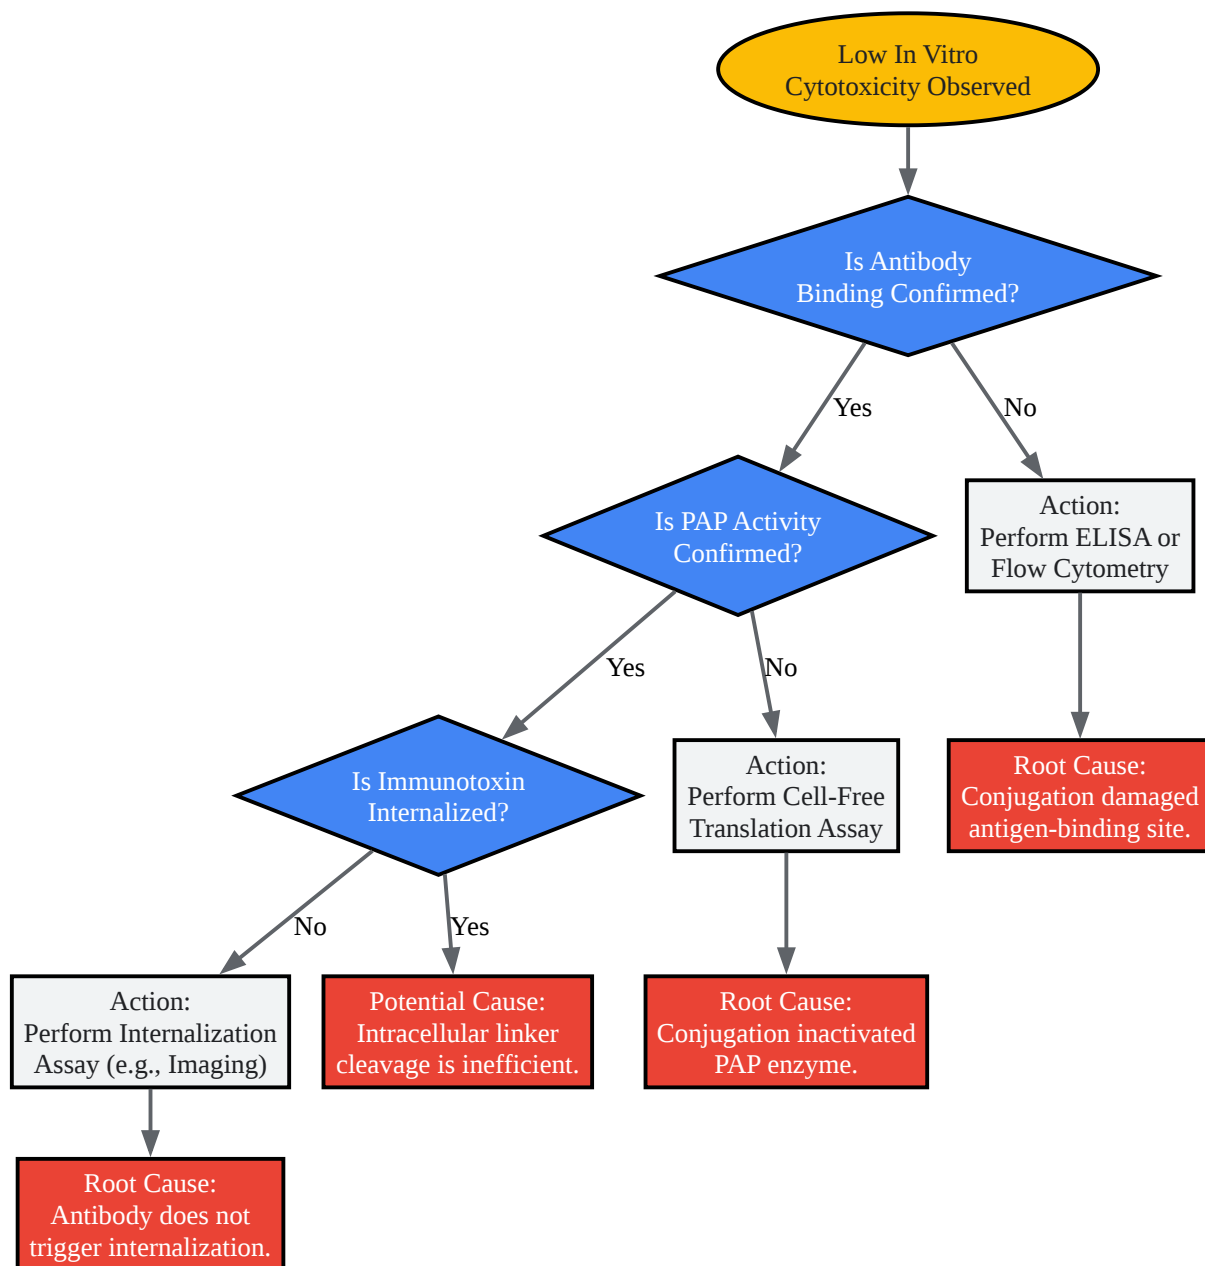 Low In Vitro
Cytotoxicity Observed
Is Antibody
Binding Confirmed?
Yes
No
Is PAP Activity
Confirmed?
Action:
Perform ELISA or
Flow Cytometry
Yes
No
Is Immunotoxin
Internalized?
Action:
Perform Cell-Free
Translation Assay
Root Cause:
Conjugation damaged
antigen-binding site.
No
Yes
Action:
Perform Internalization
Assay (e.g., Imaging)
Potential Cause:
Intracellular linker
cleavage is inefficient.
Root Cause:
Conjugation inactivated
PAP enzyme.
Root Cause:
Antibody does not
trigger internalization.